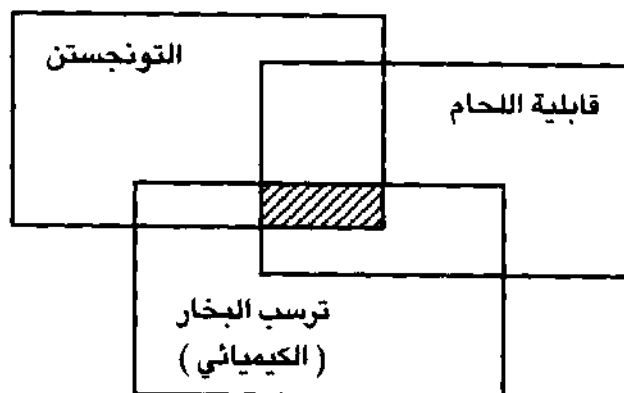 التونجستن
قابلية اللحام
ترسب البخار
( الكيميائي )